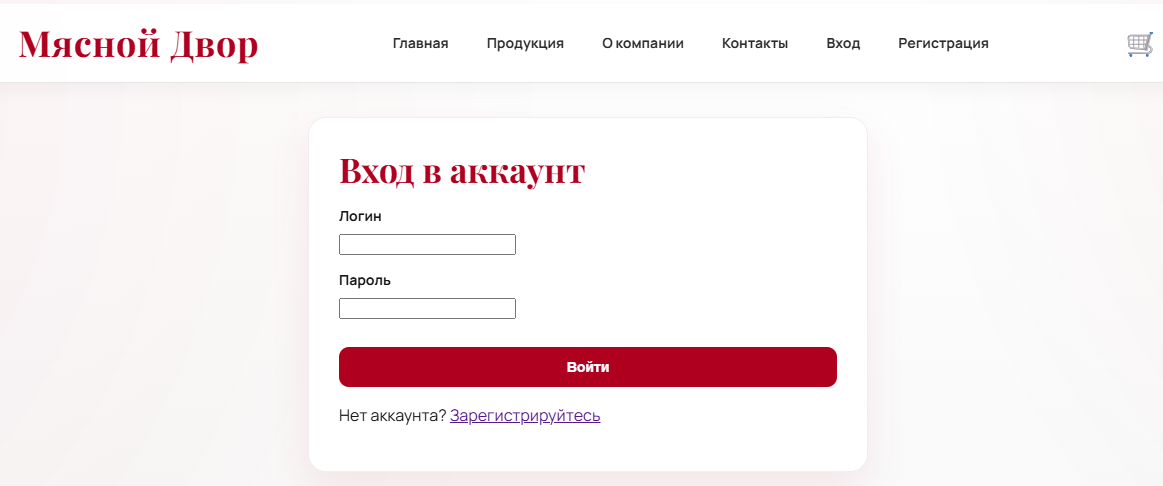 Мясной Двор Главная Продукция О компании Контакты Вход Регистрация
Вход в аккаунт
Логин
Пароль
Войти
Нет аккаунта? Зарегистрируйтесь